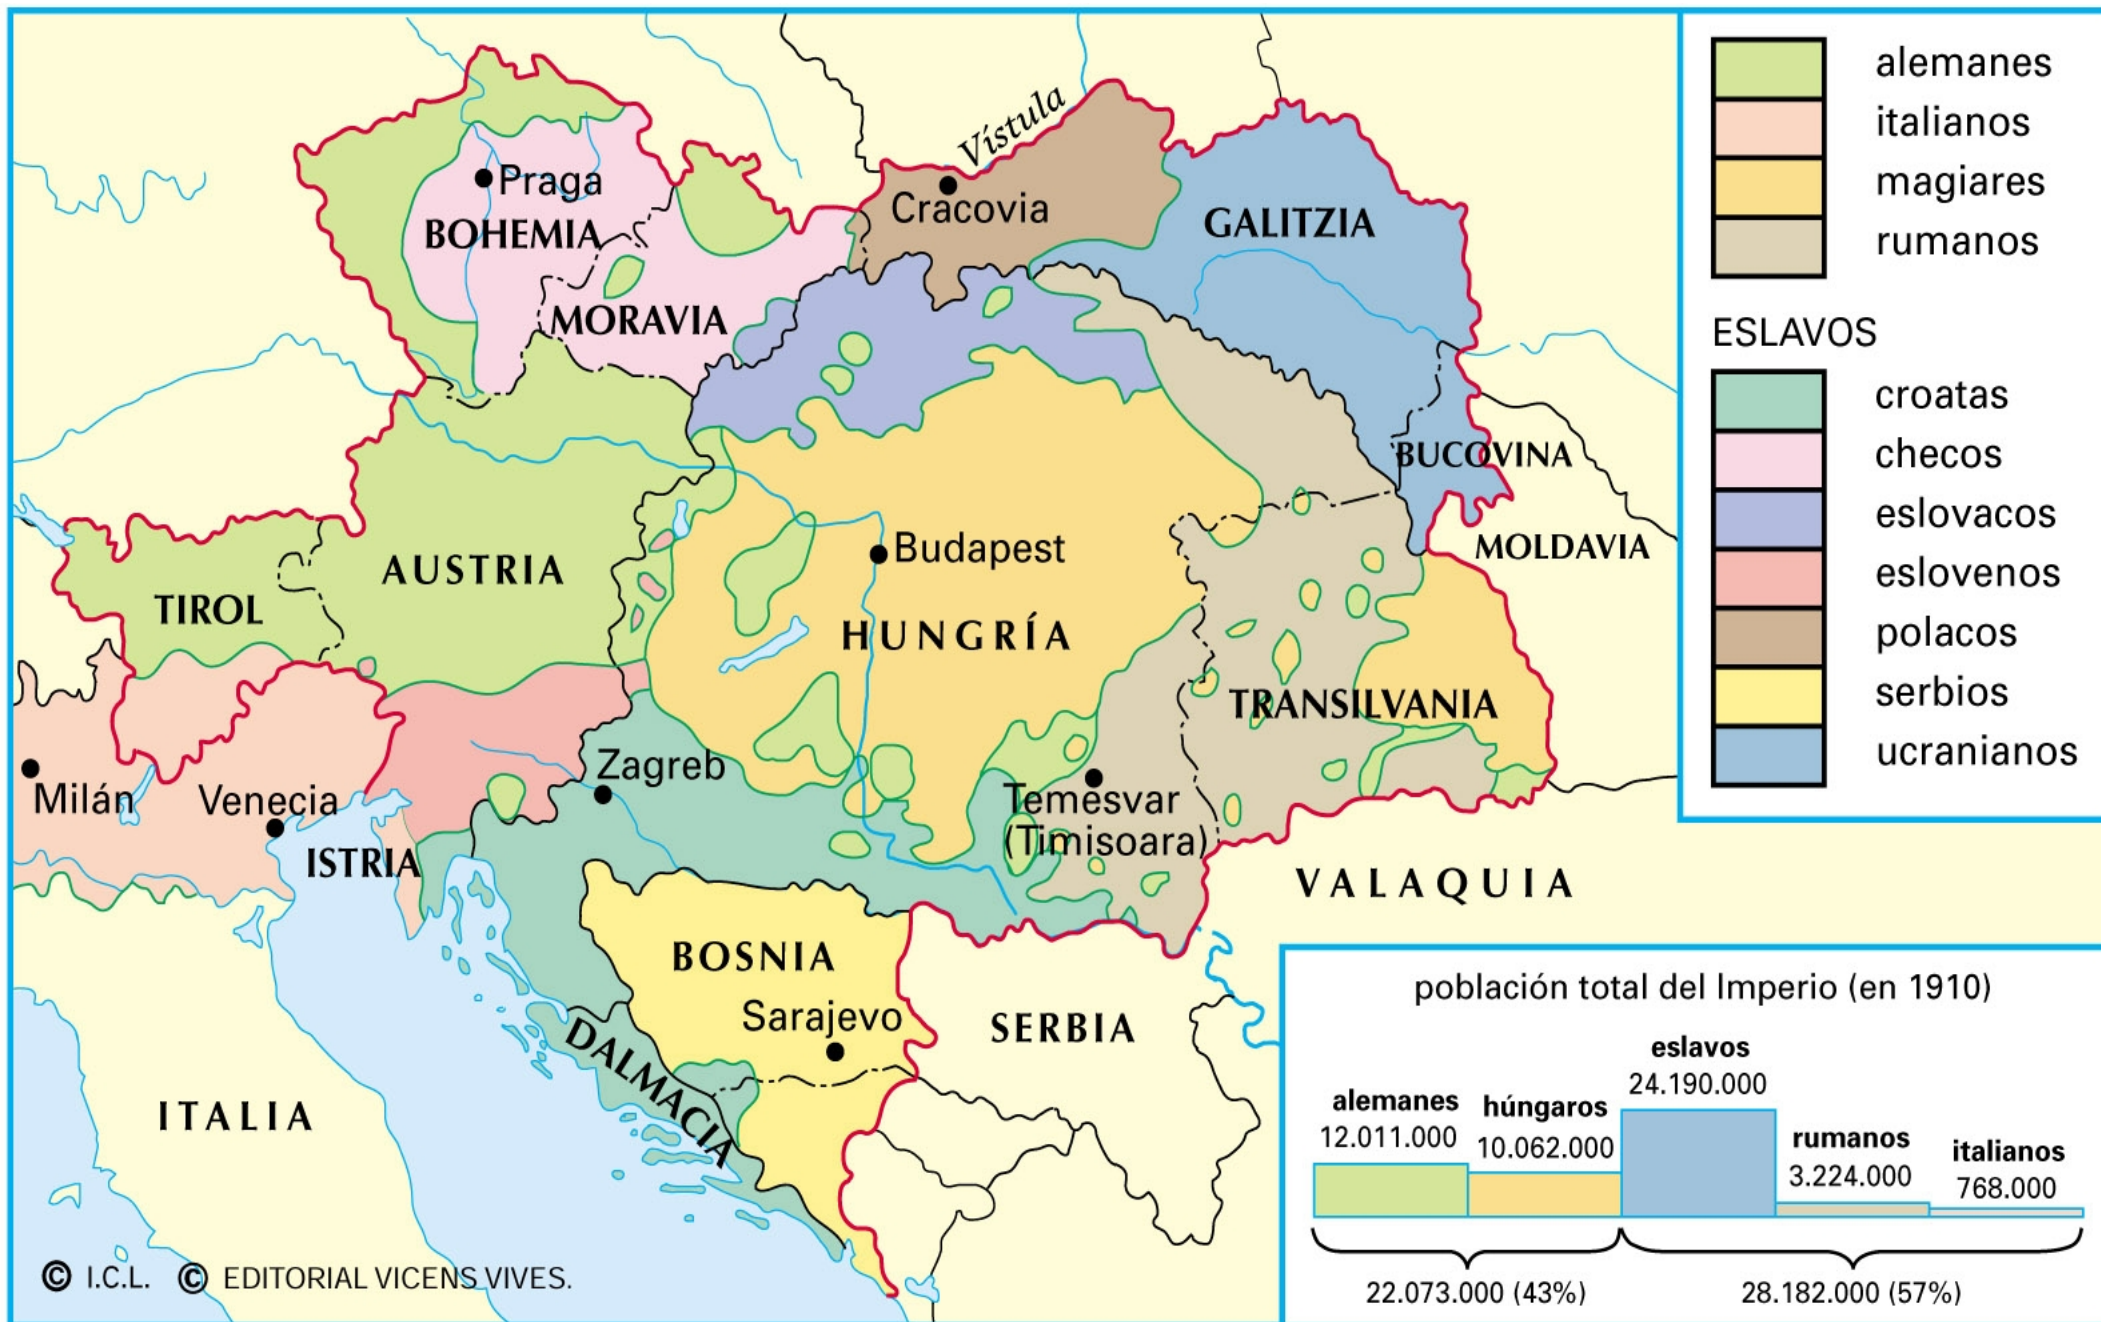 Vístula
Praga
BOHEMIA
Cracovia
GALITZIA
MORAVIA
BUCOVINA
MOLDAVIA
Budapest
AUSTRIA
TIROL
HUNGRÍA
TRANSILVANIA
Zagreb
Milán
Venecia
Temesvar
(Timisoara)
ISTRIA
VALAQUIA
BOSNIA
Sarajevo
SERBIA
DALMACIA
ITALIA
© I.C.L. © EDITORIAL VICENS VIVES.
alemanes
italianos
magiares
rumanos
ESLAVOS
croatas
checos
eslovacos
eslovenos
polacos
serbios
ucranianos
población total del Imperio (en 1910)
alemanes
12.011.000
húngaros
10.062.000
eslavos
24.190.000
rumanos
3.224.000
italianos
768.000
22.073.000 (43%)
28.182.000 (57%)